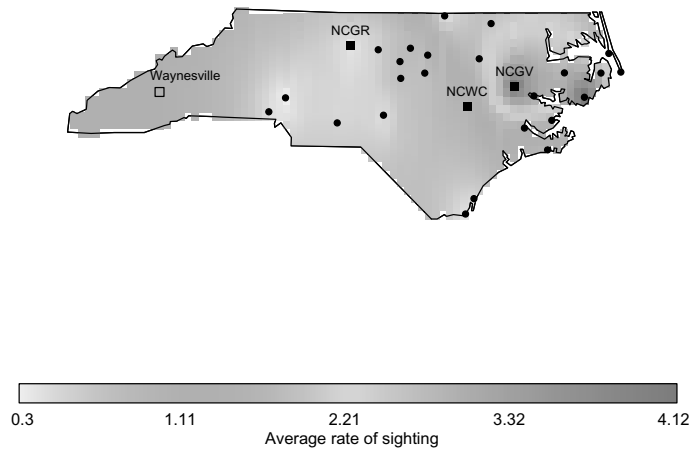 NCGR
Waynesville
NCGV
NCWC
0.3 1.11 2.21 3.32 4.12
Average rate of sighting